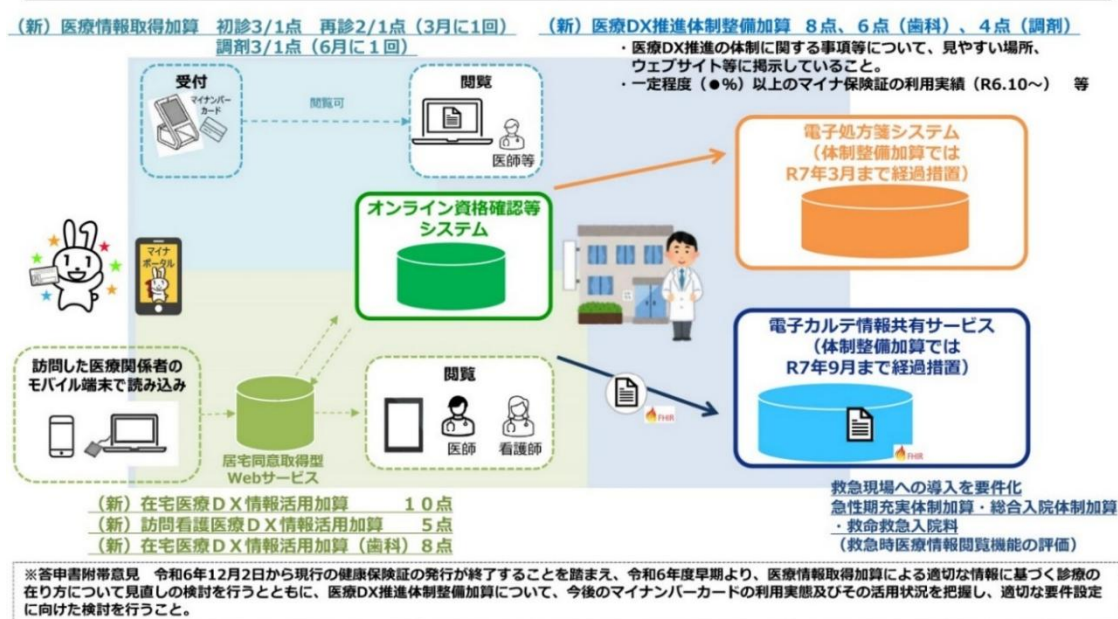 （新）医療情報取得加算　初診3/1点　再診2/1点（3月に1回）
調剤3/1点（6月に１回）
（新）医療DX推進体制整備加算　８点、６点（歯科）、４点（調剤）
・医療DX推進の体制に関する事項等について、見やすい場所、
ウェブサイト等に掲示していること。
・一定程度（●％）以上のマイナ保険証の利用実績（R6.10～）　等
受付
マイナンバー
カード
閲覧可
閲覧
医師等
オンライン資格確認等
システム
電子処方箋システム
（体制整備加算では
R7年3月まで経過措置）
マイナ
ポータル
電子カルテ情報共有サービス
（体制整備加算では
R7年9月まで経過措置）
FHIR
FHIR
訪問した医療関係者の
モバイル端末で読み込み
居宅同意取得型
Webサービス
閲覧
医師
看護師
（新）在宅医療ＤＸ情報活用加算　　　１０点
（新）訪問看護医療ＤＸ情報活用加算　　５点
（新）在宅医療ＤＸ情報活用加算（歯科）８点
救急現場への導入を要件化
急性期充実体制加算・総合入院体制加算
・救命救急入院料
（救急時医療情報閲覧機能の評価）
※答申書附帯意見　令和6年12月2日から現行の健康保険証の発行が終了することを踏まえ、令和6年度早期より、医療情報取得加算による適切な情報に基づく診療の
在り方について見直しの検討を行うとともに、医療DX推進体制整備加算について、今後のマイナンバーカードの利用実態及びその活用状況を把握し、適切な要件設定
に向けた検討を行うこと。